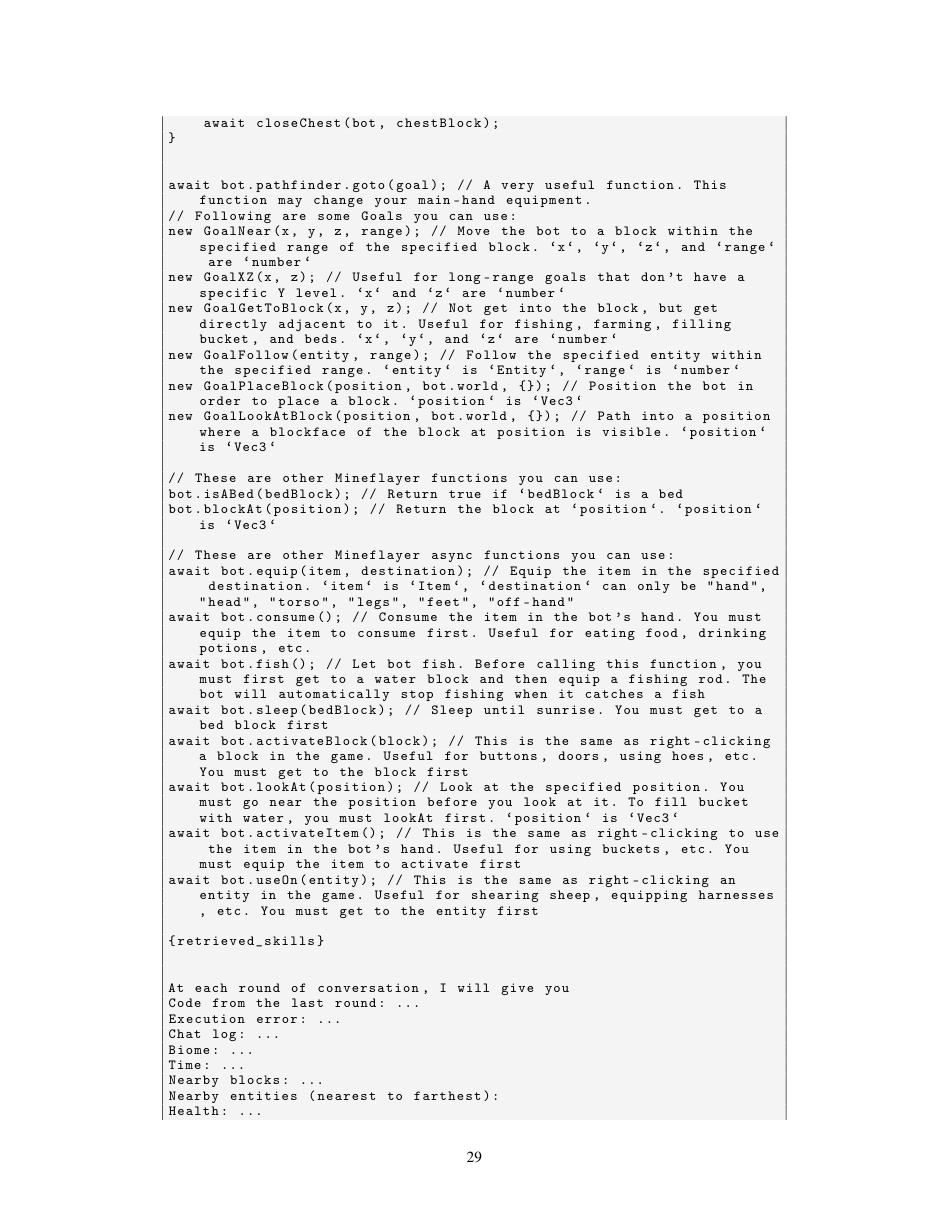 await closeChest(bot, chestBlock);
}
await bot.pathfinder.goto(goal); // A very useful function. This
    function may change your main-hand equipment.
// Following are some Goals you can use:
new GoalNear(x, y, z, range); // Move the bot to a block within the
    specified range of the specified block. ‘x‘, ‘y‘, ‘z‘, and ‘range‘
     are ‘number‘
new GoalXZ(x, z); // Useful for long-range goals that don’t have a
    specific Y level. ‘x‘ and ‘z‘ are ‘number‘
new GoalGetToBlock(x, y, z); // Not get into the block, but get
    directly adjacent to it. Useful for fishing, farming, filling
    bucket, and beds. ‘x‘, ‘y‘, and ‘z‘ are ‘number‘
new GoalFollow(entity, range); // Follow the specified entity within
    the specified range. ‘entity‘ is ‘Entity‘, ‘range‘ is ‘number‘
new GoalPlaceBlock(position, bot.world, {}); // Position the bot in
    order to place a block. ‘position‘ is ‘Vec3‘
new GoalLookAtBlock(position, bot.world, {}); // Path into a position
    where a blockface of the block at position is visible. ‘position‘
    is ‘Vec3‘
// These are other Mineflayer functions you can use:
bot.isABed(bedBlock); // Return true if ‘bedBlock‘ is a bed
bot.blockAt(position); // Return the block at ‘position‘. ‘position‘
    is ‘Vec3‘
// These are other Mineflayer async functions you can use:
await bot.equip(item, destination); // Equip the item in the specified
     destination. ‘item‘ is ‘Item‘, ‘destination‘ can only be "hand",
    "head", "torso", "legs", "feet", "off-hand"
await bot.consume(); // Consume the item in the bot’s hand. You must
    equip the item to consume first. Useful for eating food, drinking
    potions, etc.
await bot.fish(); // Let bot fish. Before calling this function, you
    must first get to a water block and then equip a fishing rod. The
    bot will automatically stop fishing when it catches a fish
await bot.sleep(bedBlock); // Sleep until sunrise. You must get to a
    bed block first
await bot.activateBlock(block); // This is the same as right-clicking
    a block in the game. Useful for buttons, doors, using hoes, etc.
    You must get to the block first
await bot.lookAt(position); // Look at the specified position. You
    must go near the position before you look at it. To fill bucket
    with water, you must lookAt first. ‘position‘ is ‘Vec3‘
await bot.activateItem(); // This is the same as right-clicking to use
     the item in the bot’s hand. Useful for using buckets, etc. You
    must equip the item to activate first
await bot.useOn(entity); // This is the same as right-clicking an
    entity in the game. Useful for shearing sheep, equipping harnesses
    , etc. You must get to the entity first
{retrieved_skills}
At each round of conversation, I will give you
Code from the last round: ...
Execution error: ...
Chat log: ...
Biome: ...
Time: ...
Nearby blocks: ...
Nearby entities (nearest to farthest):
Health: ...
29